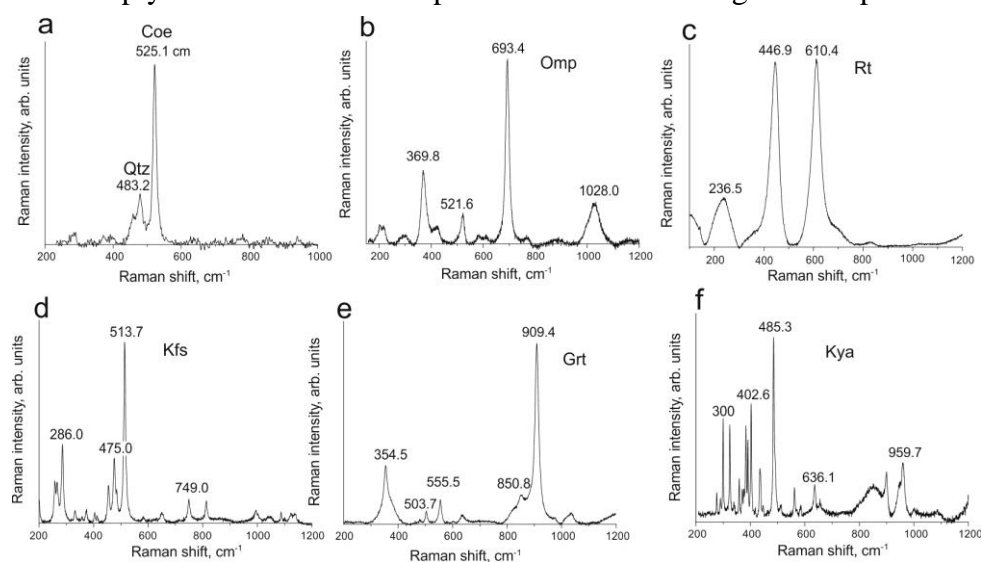 a
Coe
525.1 cm
Qtz
483.2
Raman intensity, arb. units
200 400 600 800 1000
Raman shift, cm⁻¹
b
693.4
Omp
369.8
521.6
1028.0
Raman intensity, arb. units
200 400 600 800 1000 1200
Raman shift, cm⁻¹
c
446.9 610.4
Rt
236.5
Raman intensity, arb. units
200 400 600 800 1000 1200
Raman shift, cm⁻¹
d
513.7
Kfs
286.0
475.0
749.0
Raman intensity, arb. units
200 400 600 800 1000 1200
Raman shift, cm⁻¹
e
909.4
Grt
354.5
503.7
555.5
850.8
Raman intensity, arb. units
200 400 600 800 1000 1200
Raman shift, cm⁻¹
f
485.3
Kya
402.6
300
636.1
959.7
Raman intensity, arb. units
200 400 600 800 1000 1200
Raman shift, cm⁻¹